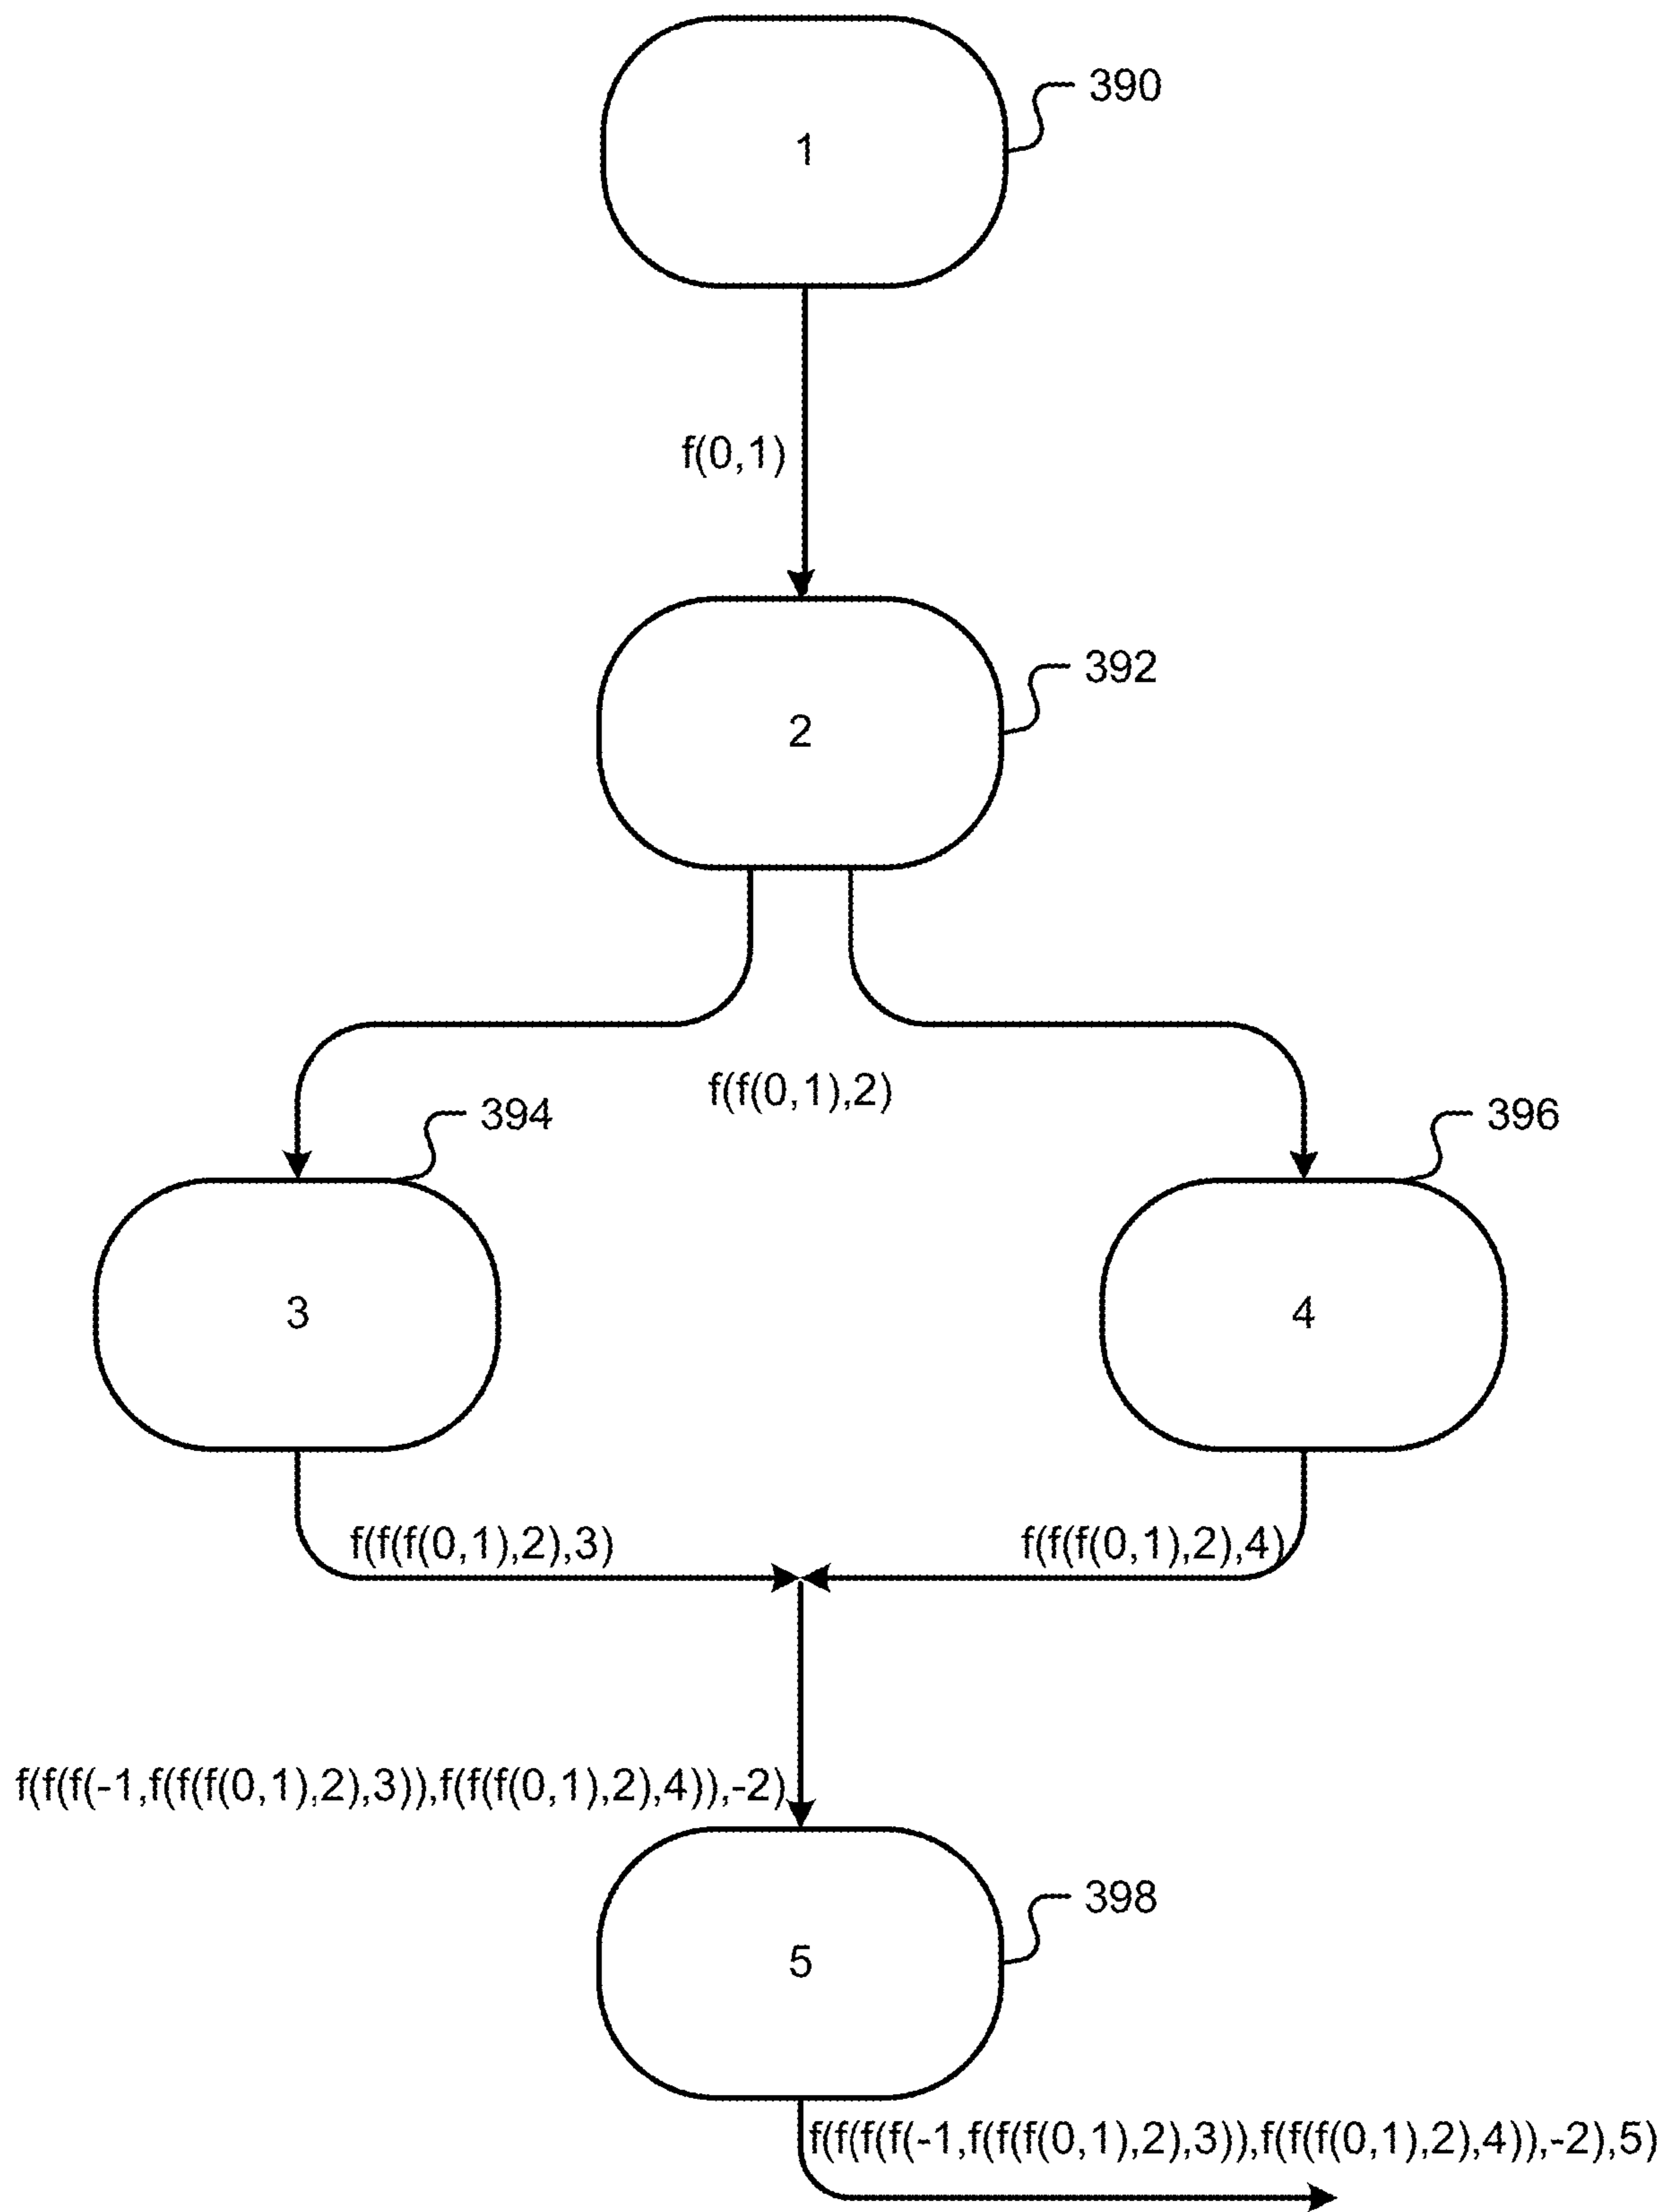 390
1
f(0,1)
392
2
f(f(0,1),2)
394
396
3
4
f(f(f(0,1),2),3)
f(f(f(0,1),2),4)
f(f(f(-1,f(f(f(0,1),2),3)),f(f(f(0,1),2),4)),-2)
398
5
f(f(f(f(-1,f(f(f(0,1),2),3)),f(f(f(0,1),2),4)),-2),5)